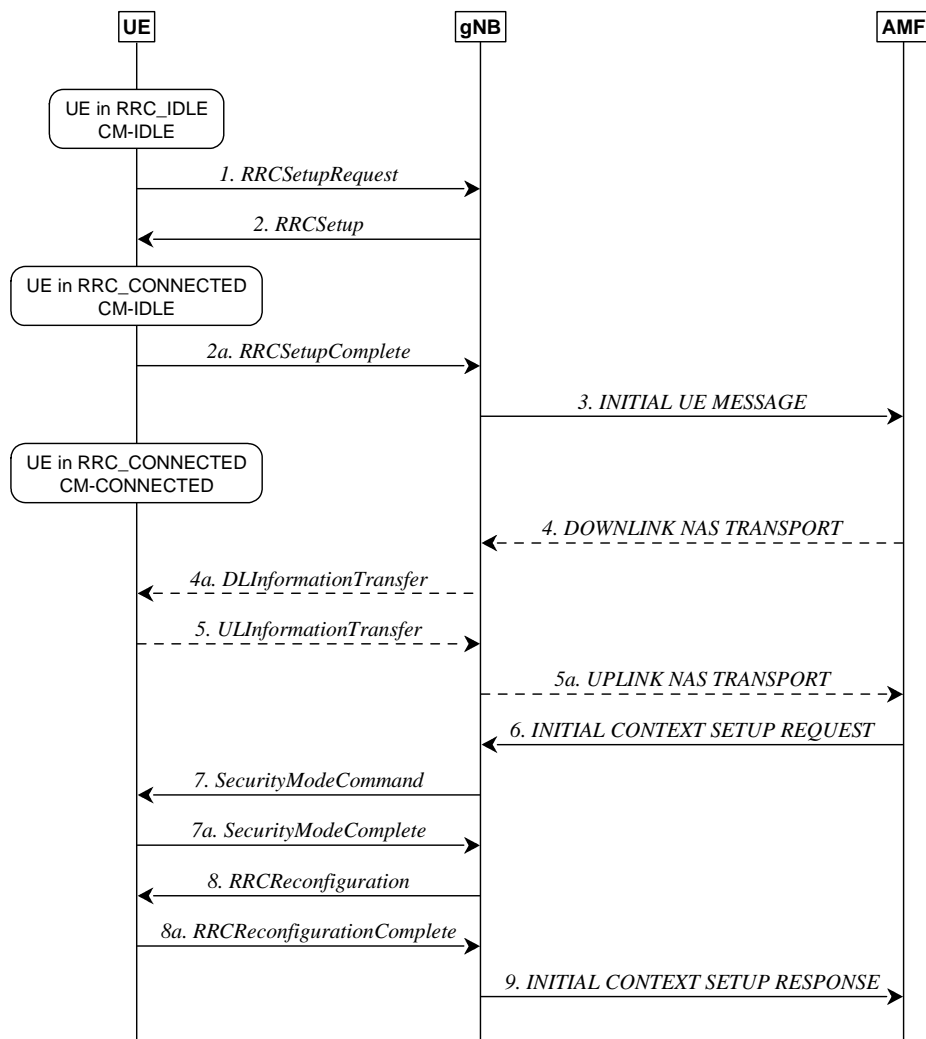 UE
gNB
AMF
UE in RRC_IDLE
CM-IDLE
1. RRCSetupRequest
2. RRCSetup
UE in RRC_CONNECTED
CM-IDLE
2a. RRCSetupComplete
3. INITIAL UE MESSAGE
UE in RRC_CONNECTED
CM-CONNECTED
4. DOWNLINK NAS TRANSPORT
4a. DLInformationTransfer
5. ULInformationTransfer
5a. UPLINK NAS TRANSPORT
6. INITIAL CONTEXT SETUP REQUEST
7. SecurityModeCommand
7a. SecurityModeComplete
8. RRCReconfiguration
8a. RRCReconfigurationComplete
9. INITIAL CONTEXT SETUP RESPONSE